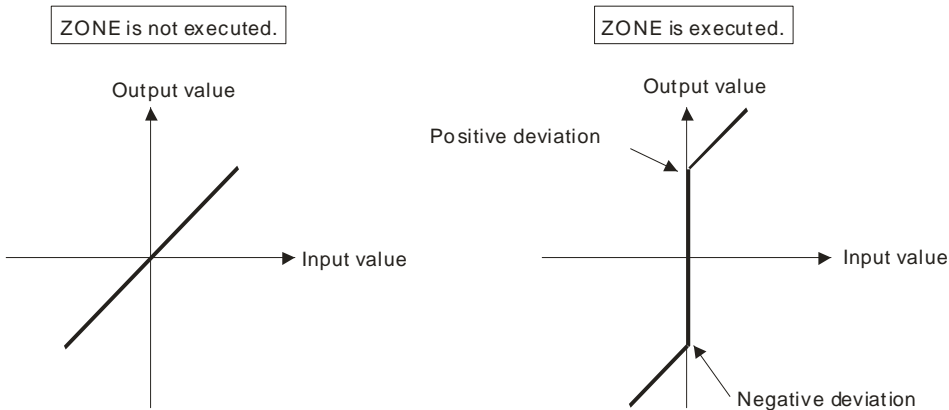 ZONE is not executed.
ZONE is executed.
Output value
Output value
Positive deviation
Input value
Input value
Negative deviation